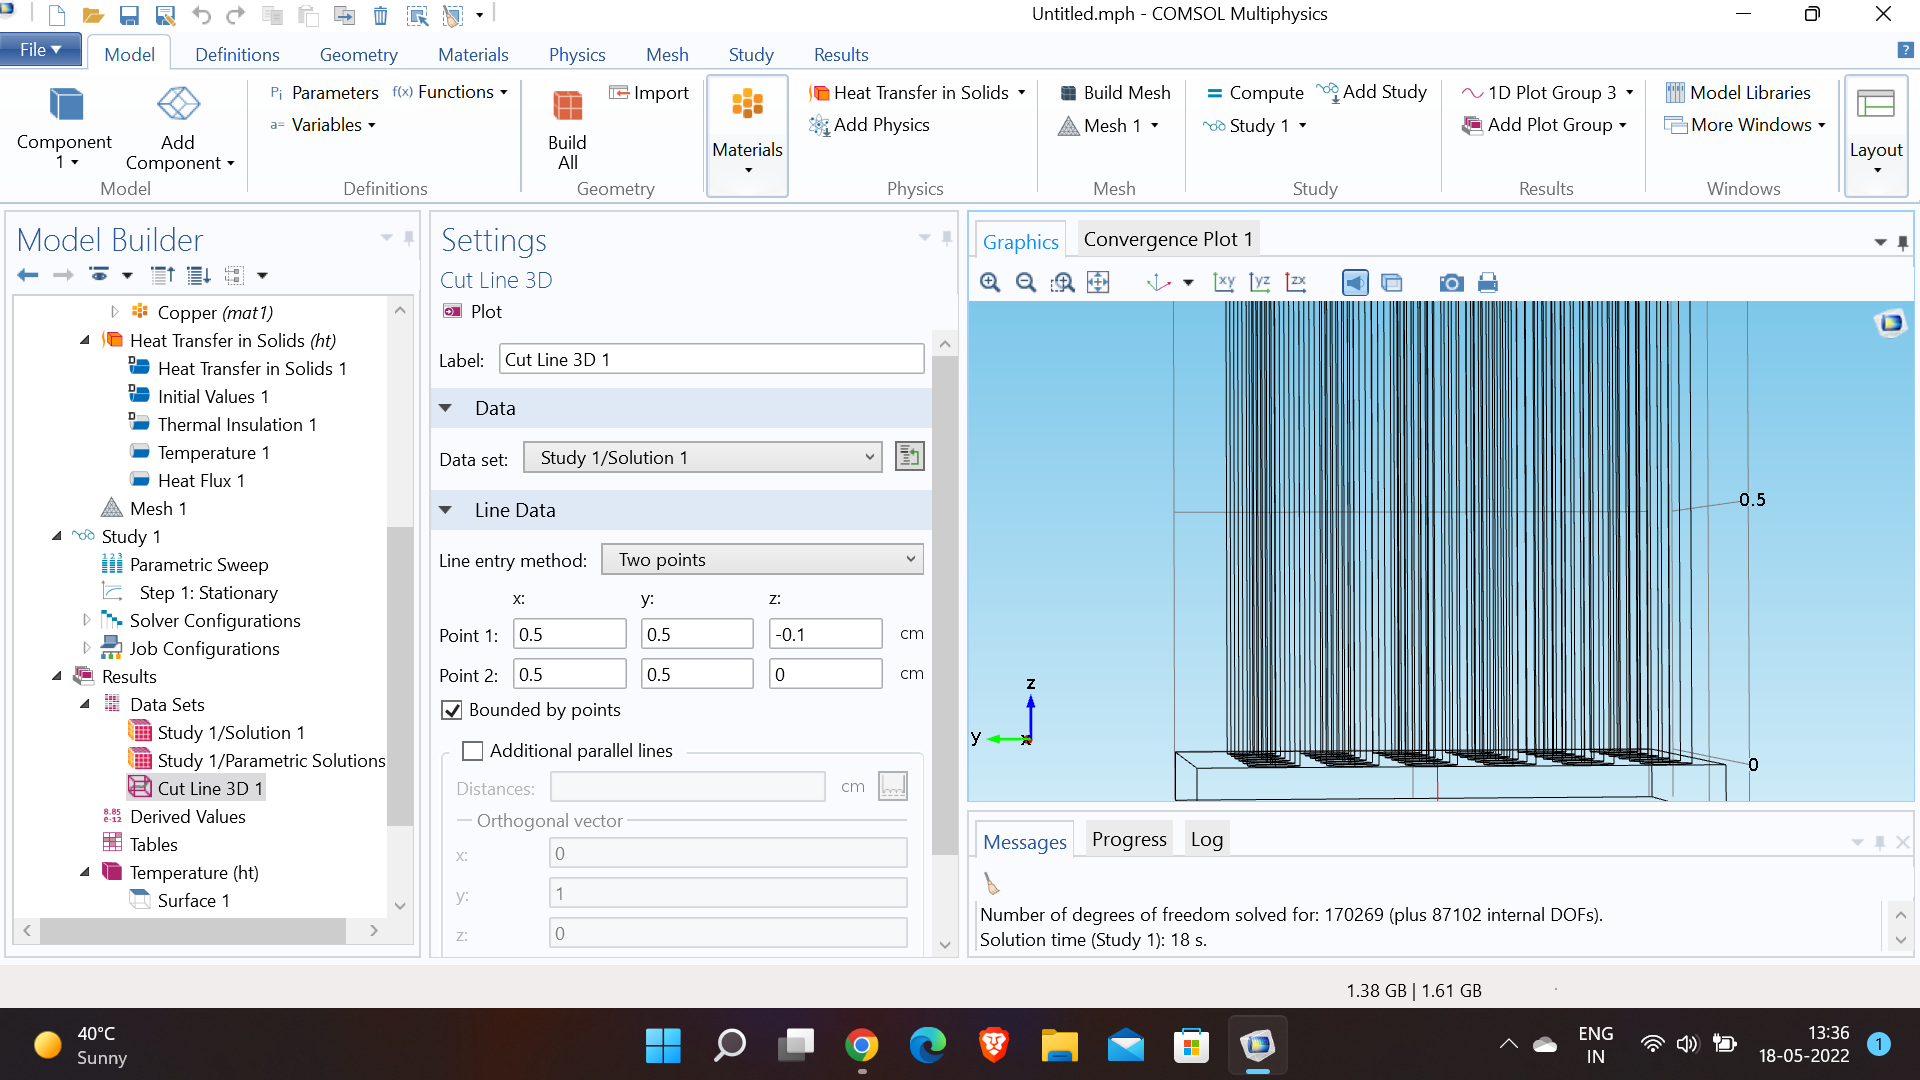 Untitled.mph - COMSOL Multiphysics
File
Model
Definitions
Geometry
Materials
Physics
Mesh
Study
Results
Component 1
Add Component
Model
Pi Parameters
a= Variables
f(x) Functions
Definitions
Build All
Import
Geometry
Materials
Heat Transfer in Solids
Add Physics
Physics
Build Mesh
Mesh 1
Mesh
= Compute
Add Study
Study 1
Study
1D Plot Group 3
Add Plot Group
Results
Model Libraries
More Windows
Windows
Layout
Model Builder
Copper (mat1)
Heat Transfer in Solids (ht)
Heat Transfer in Solids 1
Initial Values 1
Thermal Insulation 1
Temperature 1
Heat Flux 1
Mesh 1
Study 1
Parametric Sweep
Step 1: Stationary
Solver Configurations
Job Configurations
Results
Data Sets
Study 1/Solution 1
Study 1/Parametric Solutions
Cut Line 3D 1
8.85 e-12 Derived Values
Tables
Temperature (ht)
Surface 1
Settings
Cut Line 3D
Plot
Label: Cut Line 3D 1
Data
Data set: Study 1/Solution 1
Line Data
Line entry method: Two points
x: y: z:
Point 1: 0.5 0.5 -0.1 cm
Point 2: 0.5 0.5 0 cm
Bounded by points
Additional parallel lines
Distances: cm
Orthogonal vector
x: 0
y: 1
z: 0
Graphics
Convergence Plot 1
xy yz zx
0.5
0
z
y
x
Messages
Progress
Log
Number of degrees of freedom solved for: 170269 (plus 87102 internal DOFs).
Solution time (Study 1): 18 s.
1.38 GB | 1.61 GB
40°C
Sunny
ENG
IN
13:36
18-05-2022
1